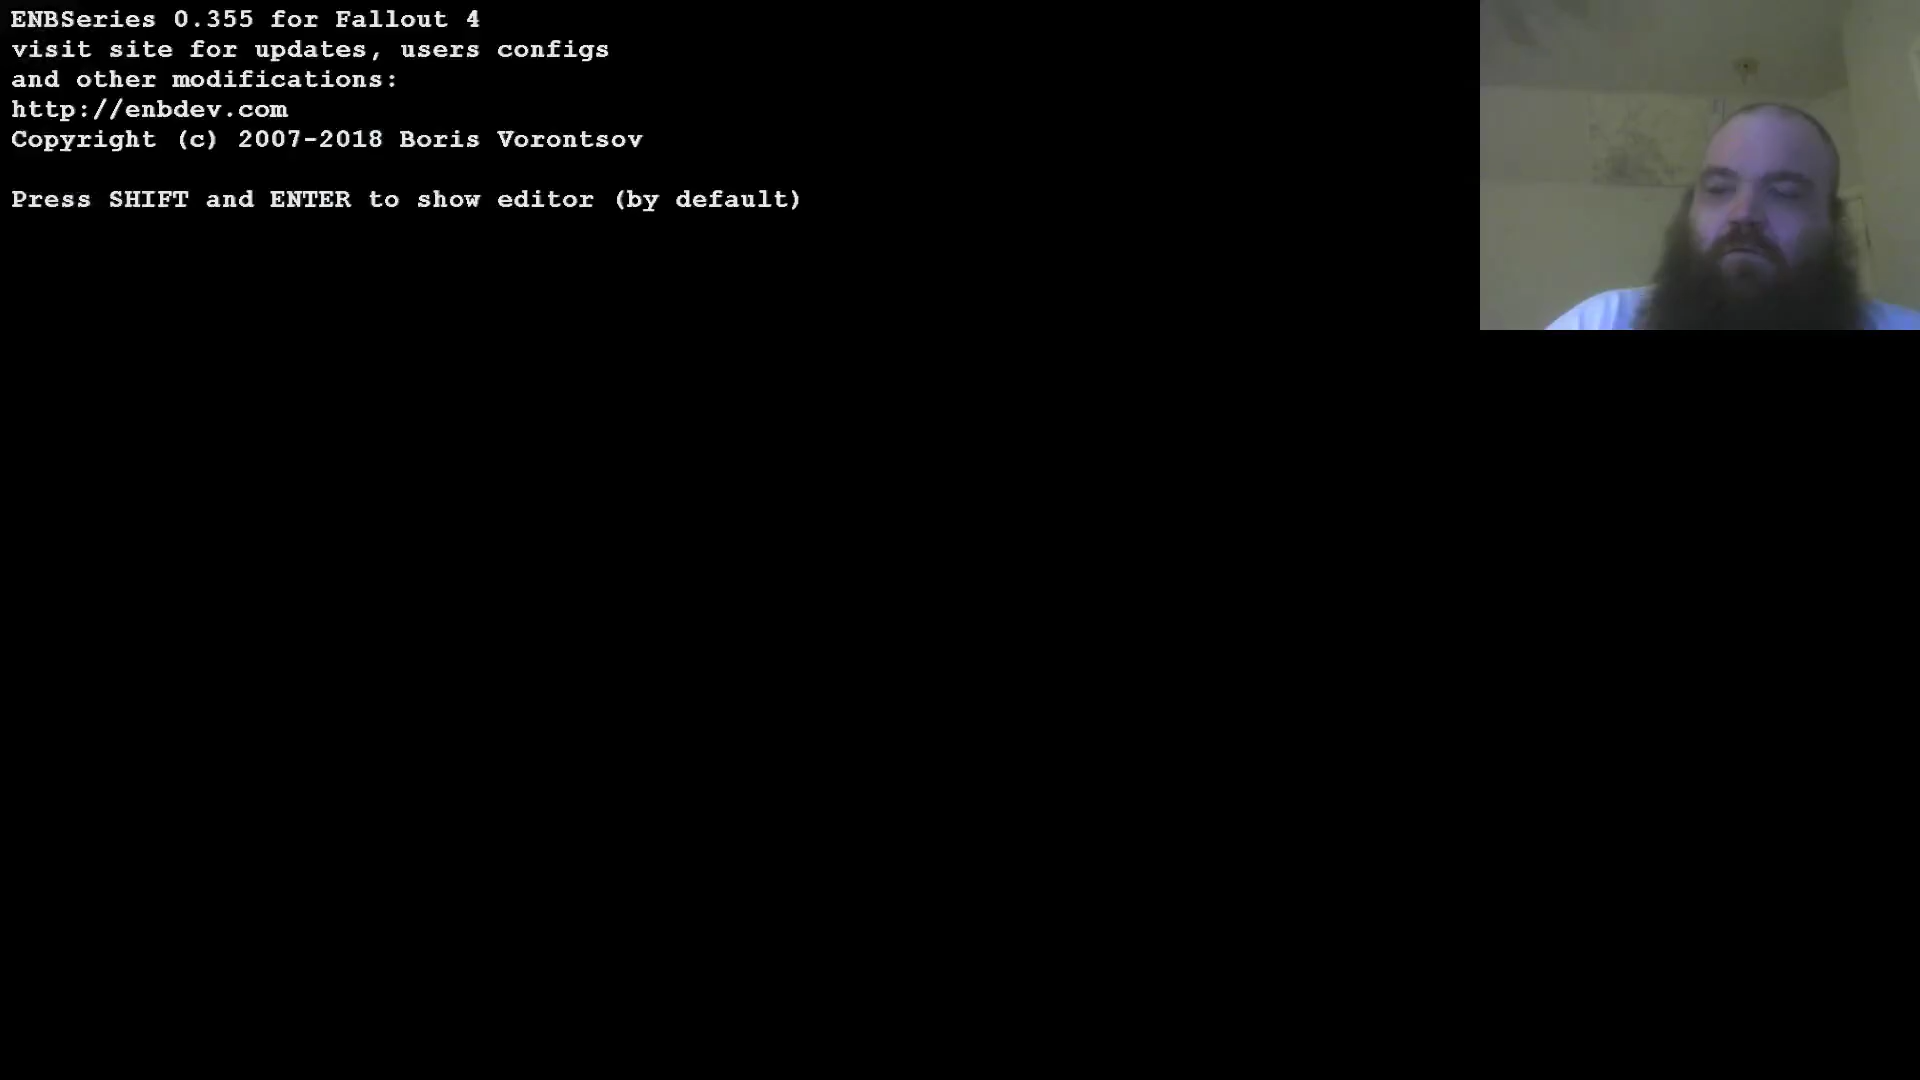 ENBSeries 0.355 for Fallout 4
visit site for updates, users configs
and other modifications:
http://enbdev.com
Copyright (c) 2007-2018 Boris Vorontsov
Press SHIFT and ENTER to show editor (by default)